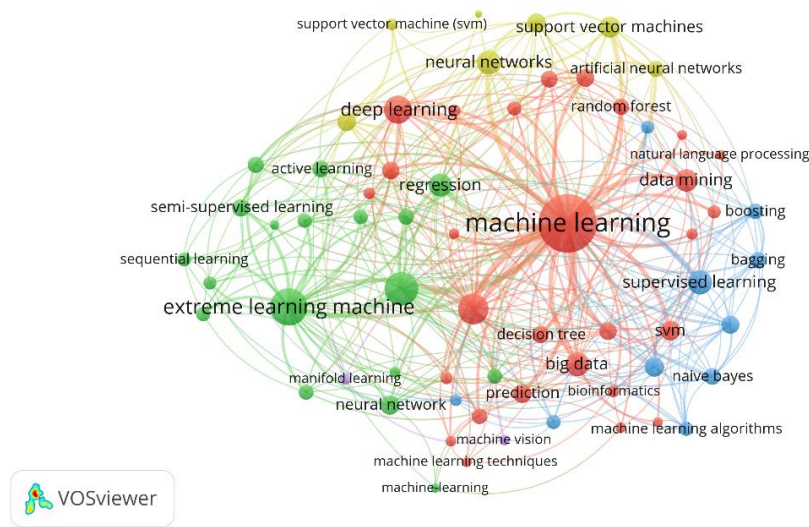 support vector machine (svm)
support vector machines
neural networks
artificial neural networks
deep learning
random forest
natural language processing
active learning
regression
data mining
semi-supervised learning
machine learning
boosting
sequential learning
bagging
supervised learning
extreme learning machine
decision tree
svm
big data
manifold learning
naive bayes
prediction
bioinformatics
neural network
machine learning algorithms
machine vision
machine learning techniques
machine-learning
VOSviewer